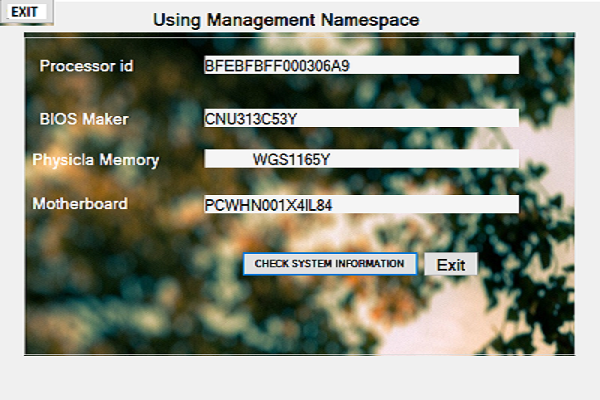 EXIT
Using Management Namespace
Processor id BFEBFBFF000306A9
BIOS Maker CNU313C53Y
Physicla Memory WGS1165Y
Motherboard PCWHN001X4IL84
CHECK SYSTEM INFORMATION Exit